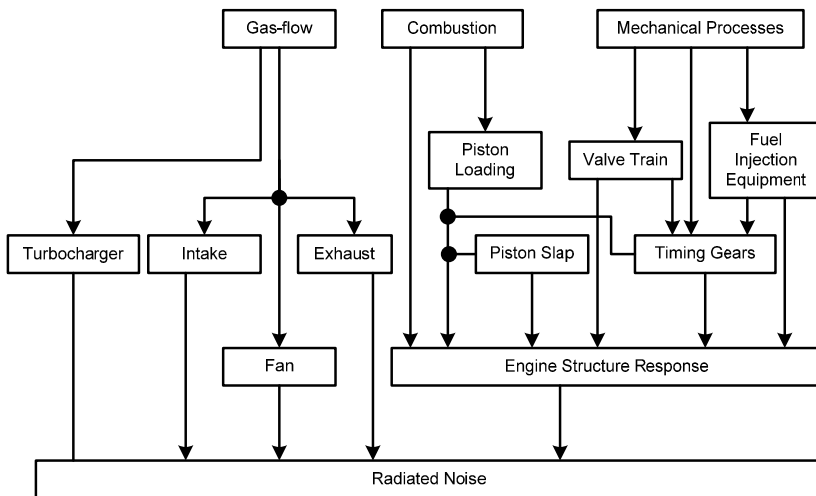 Gas-flow
Combustion
Mechanical Processes
Piston
Loading
Valve Train
Fuel
Injection
Equipment
Turbocharger
Intake
Exhaust
Piston Slap
Timing Gears
Fan
Engine Structure Response
Radiated Noise